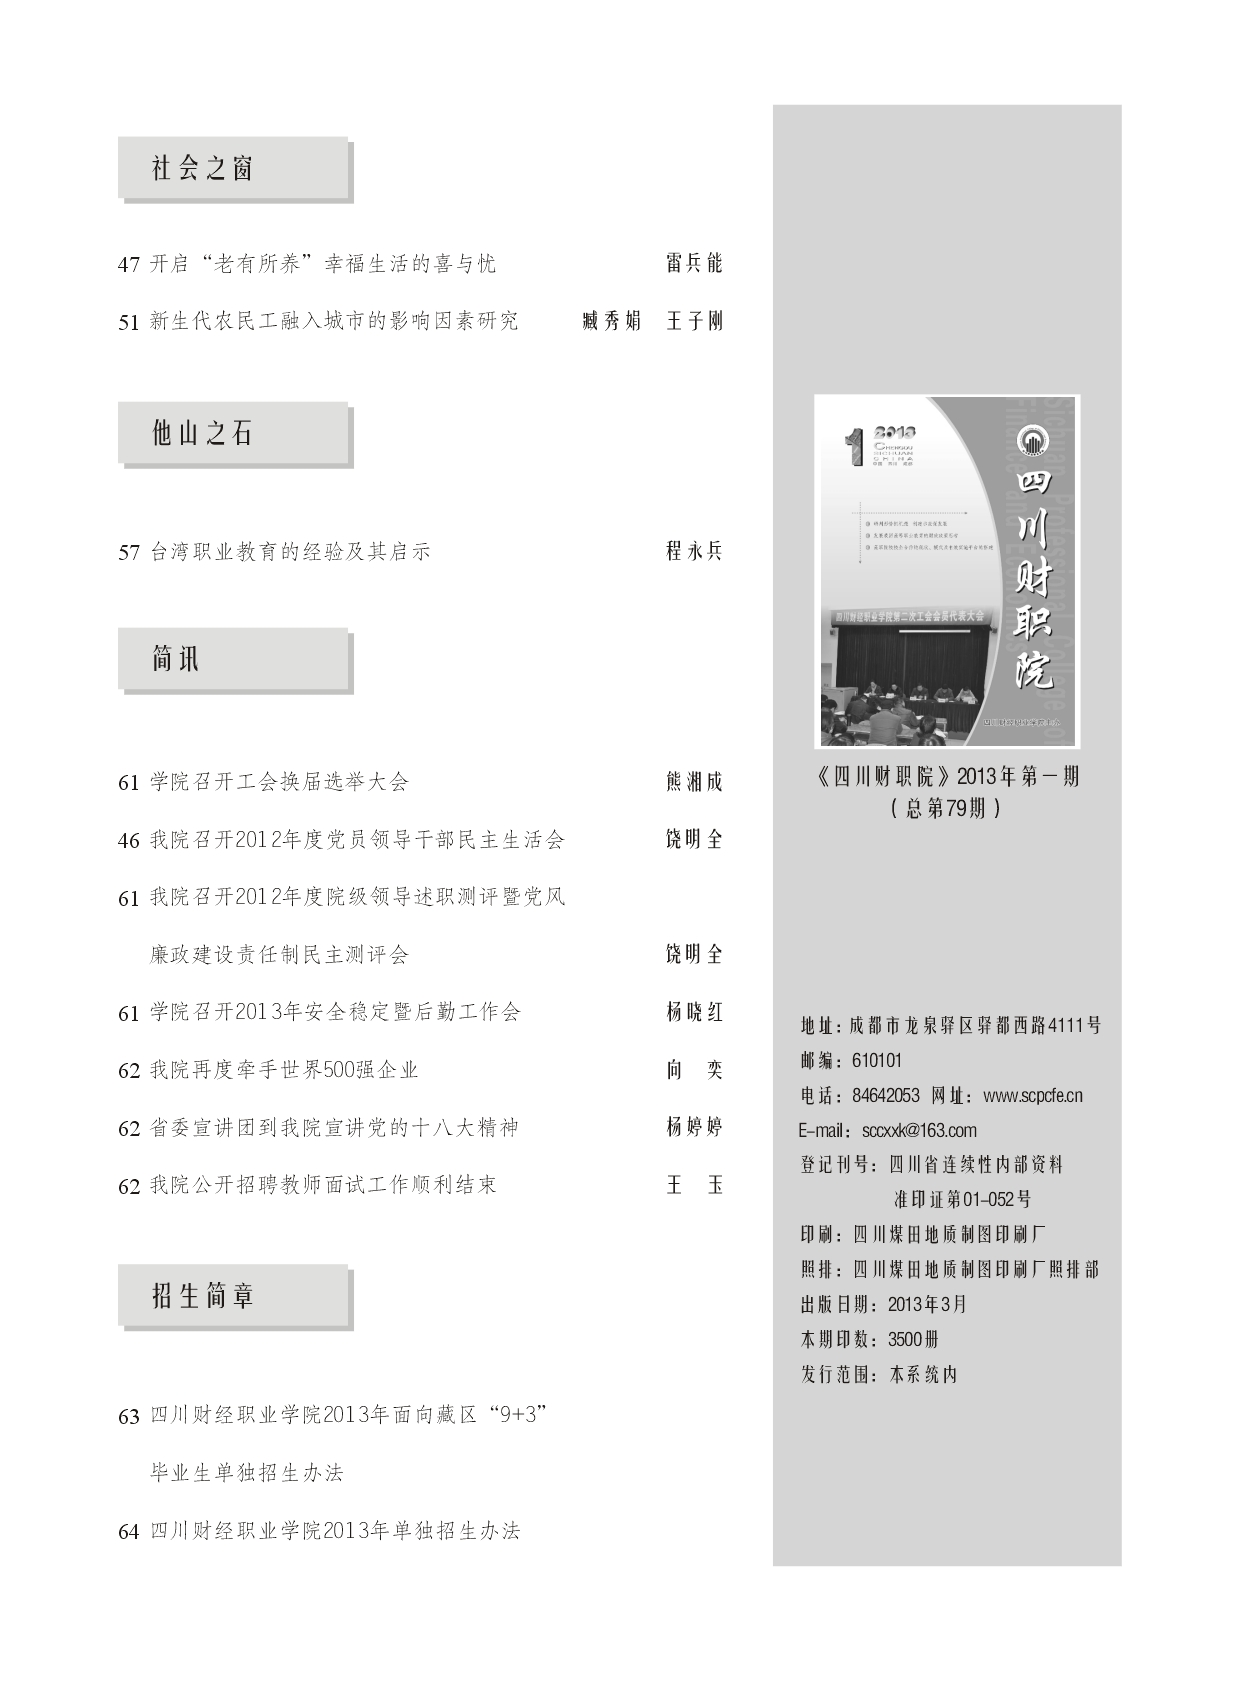 社会之窗
47 开启“老有所养”幸福生活的喜与忧 雷兵能
51 新生代农民工融入城市的影响因素研究 臧秀娟 王子刚
他山之石
57 台湾职业教育的经验及其启示 程永兵
简讯
61 学院召开工会换届选举大会 熊湘成
46 我院召开2012年度党员领导干部民主生活会 饶明全
61 我院召开2012年度院级领导述职测评暨党风
廉政建设责任制民主测评会 饶明全
61 学院召开2013年安全稳定暨后勤工作会 杨晓红
62 我院再度牵手世界500强企业 向 奕
62 省委宣讲团到我院宣讲党的十八大精神 杨婷婷
62 我院公开招聘教师面试工作顺利结束 王 玉
招生简章
63 四川财经职业学院2013年面向藏区“9+3”
毕业生单独招生办法
64 四川财经职业学院2013年单独招生办法
1 2013
CHENGDU
SICHUAN
CHINA
四川财职院
四川财经职业学院第二次工会会员代表大会
《四川财职院》2013年第一期
（总第79期）
地址：成都市龙泉驿区驿都西路4111号
邮编：610101
电话：84642053 网址：www.scpcfe.cn
E-mail：sccxxk@163.com
登记刊号：四川省连续性内部资料
准印证第01-052号
印刷：四川煤田地质制图印刷厂
照排：四川煤田地质制图印刷厂照排部
出版日期：2013年3月
本期印数：3500册
发行范围：本系统内